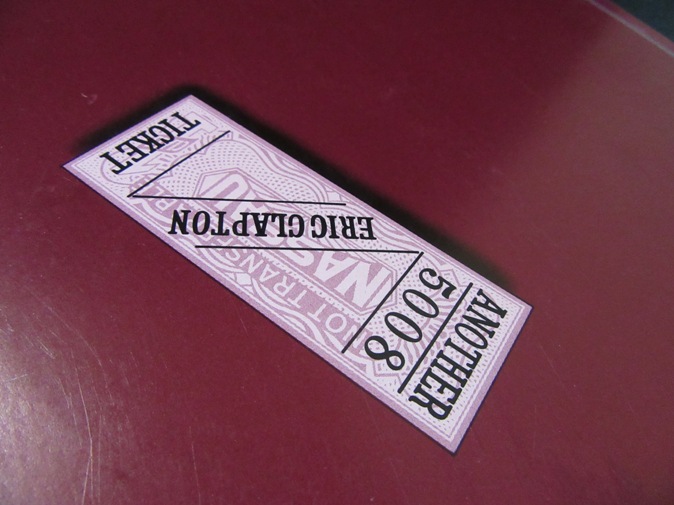 ANOTHER
5008
ERIC CLAPTON
TICKET